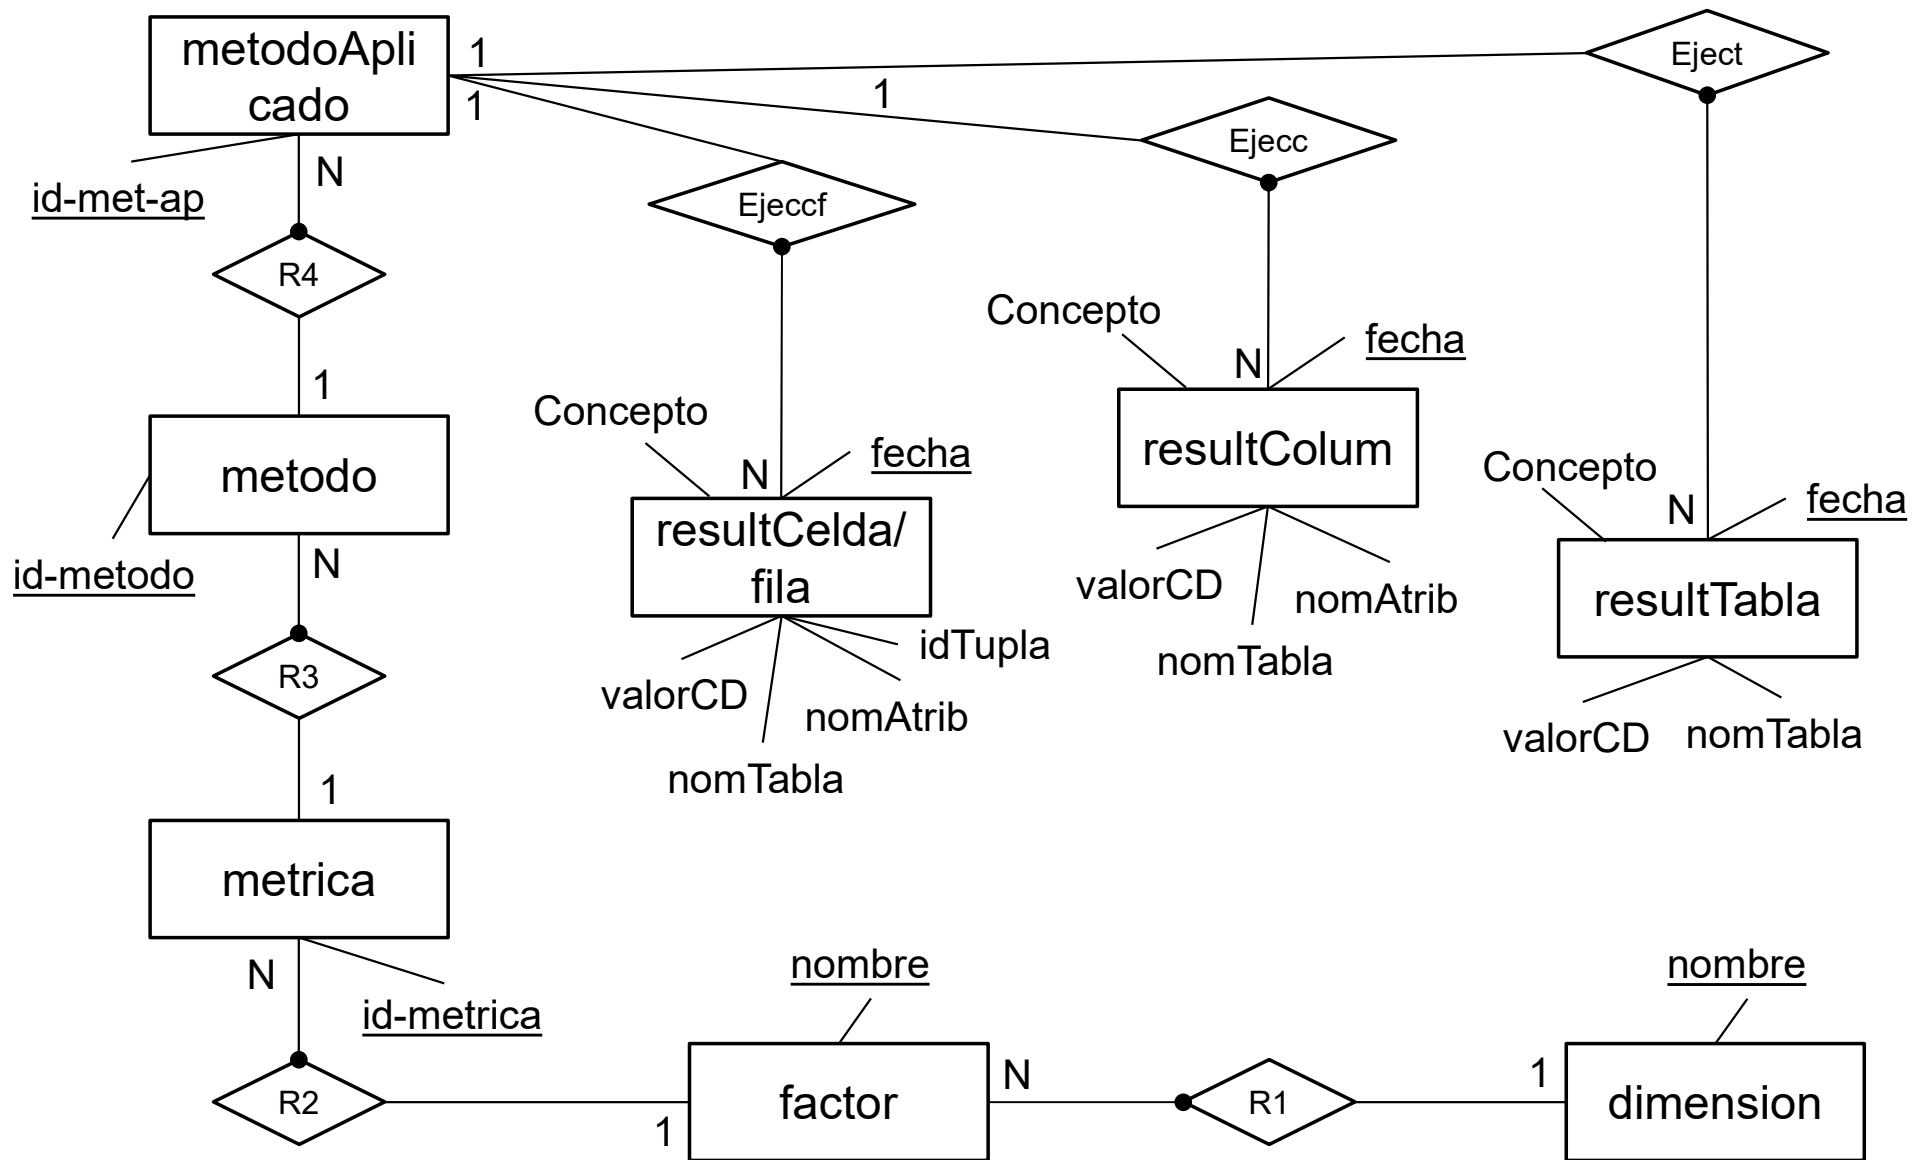 metodoApli
cado
1
1
1
Eject
Ejecc
N
id-met-ap
Ejeccf
R4
Concepto
fecha
N
1
Concepto
fecha
N
resultColum
Concepto
fecha
N
metodo
resultCelda/
fila
id-metodo
N
valorCD
nomAtrib
nomTabla
resultTabla
R3
idTupla
valorCD
nomAtrib
nomTabla
valorCD
nomTabla
1
metrica
N
id-metrica
nombre
nombre
R2
1
factor
N
R1
1
dimension